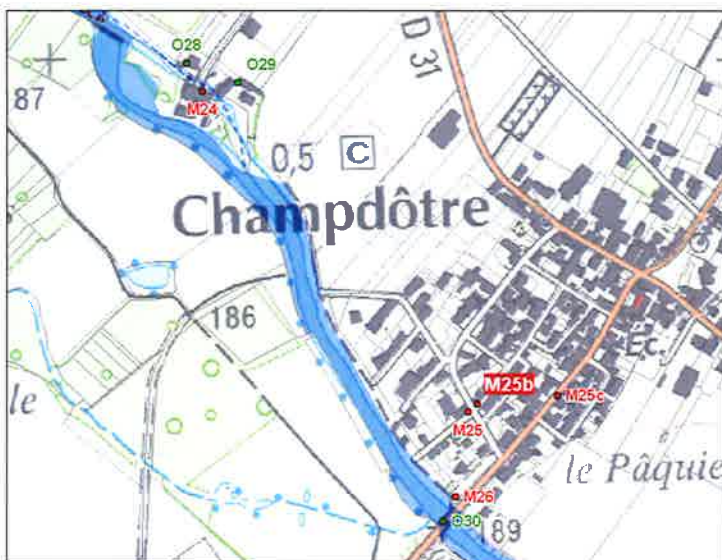 O28
D 31
O29
87
M24
0,5
C
Champdôtre
186
Ec.
M25b
M25c
le
M25
le Pâquie
M26
O30
189